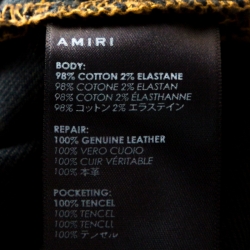 AMIRI
BODY:
98% COTTON 2% ELASTANE
98% COTONE 2% ELASTAN
98% COTON 2% ÉLASTHANNE
98% コットン 2% エラステイン
REPAIR:
100% GENUINE LEATHER
100% VERO CUOIO
100% CUIR VÉRITABLE
100% 本革
POCKETING:
100% TENCEL
100% TENCEL
100% TENCEL
100% テンセル